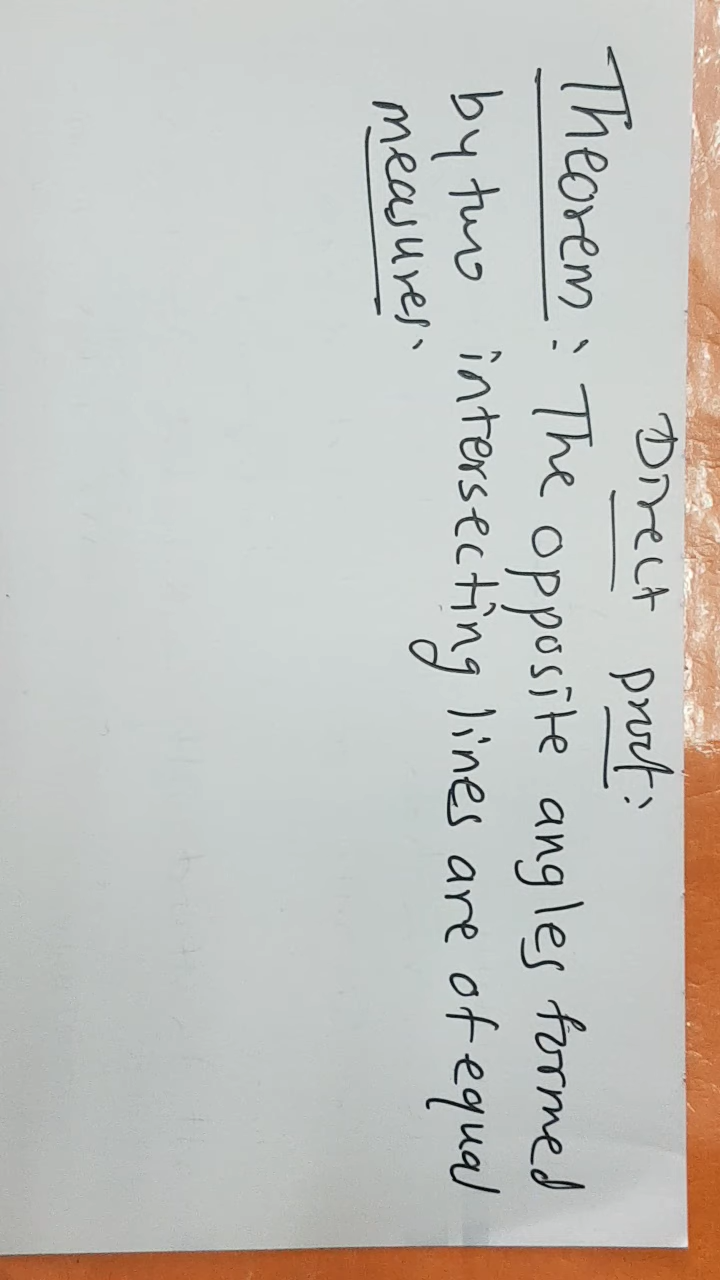 Direct proof:
Theorem: The opposite angles formed
by two intersecting lines are of equal
measures.